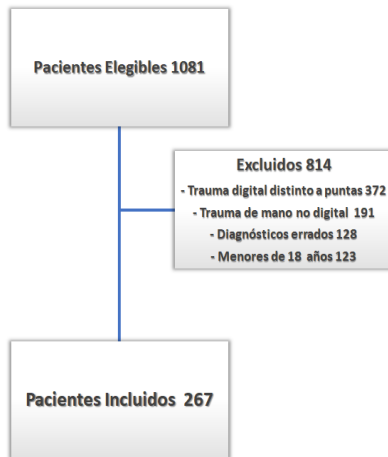 Pacientes Elegibles 1081
Excluidos 814
- Trauma digital distinto a puntas 372
- Trauma de mano no digital 191
- Diagnósticos errados 128
- Menores de 18 años 123
Pacientes Incluidos 267